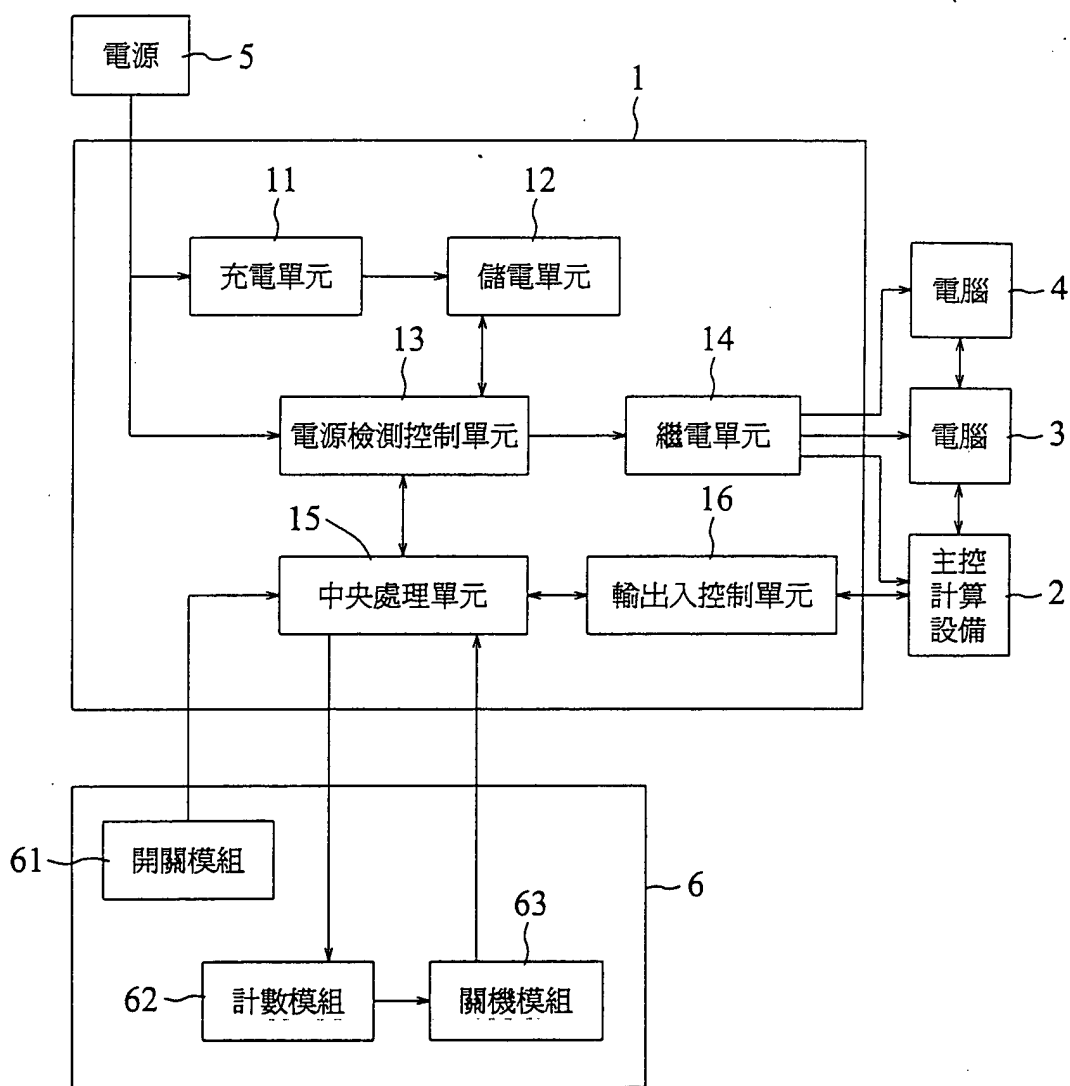 電源
5
1
11
12
充電單元
儲電單元
電腦
4
13
14
電源檢測控制單元
繼電單元
電腦
3
15
16
中央處理單元
輸出入控制單元
主控
計算
設備
2
61
開關模組
6
63
62
計數模組
關機模組